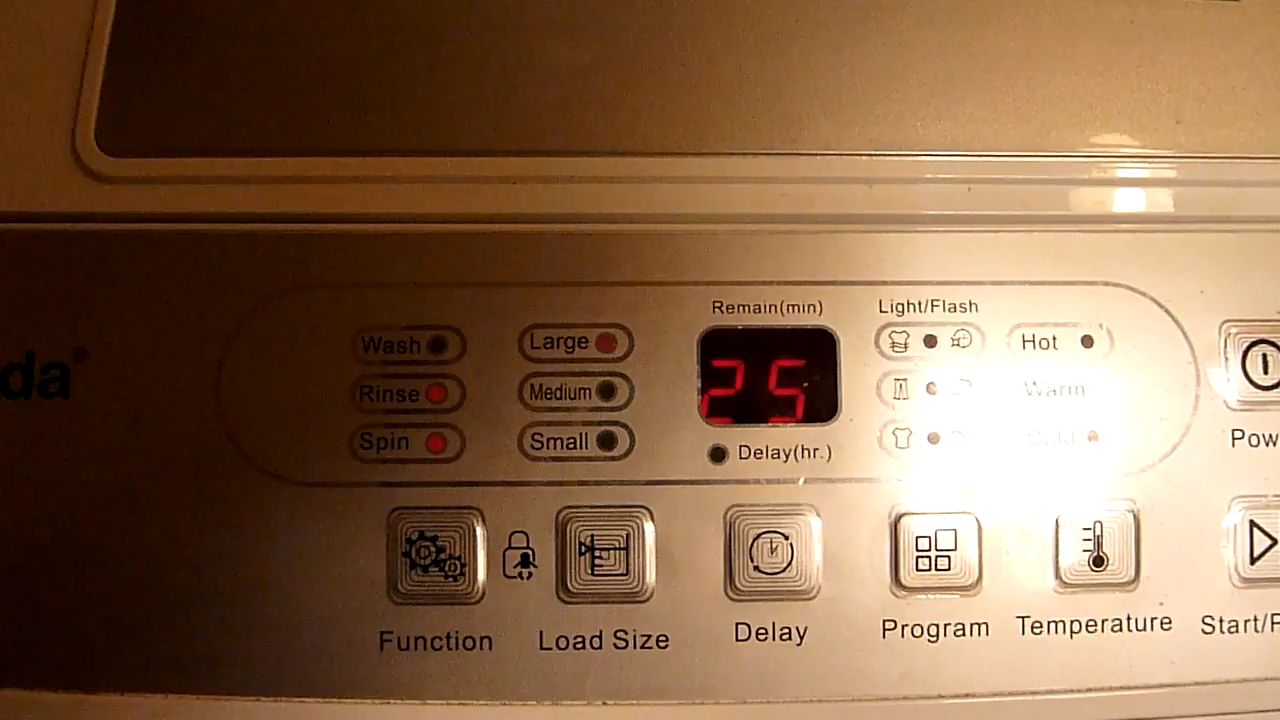 da
Remain(min)
Light/Flash
Wash
Large
Hot
Rinse
Medium
25
Warm
Spin
Small
Delay(hr.)
Cold
Pow
Function
Load Size
Delay
Program
Temperature
Start/P